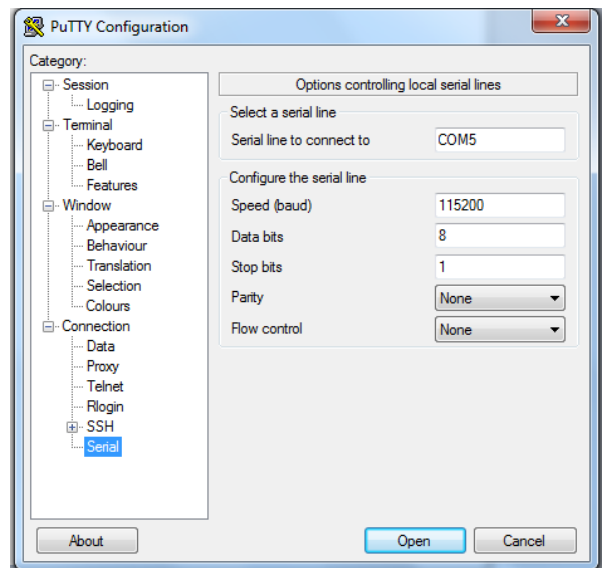 PuTTY Configuration
Category:
Session
Logging
Terminal
Keyboard
Bell
Features
Window
Appearance
Behaviour
Translation
Selection
Colours
Connection
Data
Proxy
Telnet
Rlogin
SSH
Serial
Options controlling local serial lines
Select a serial line
Serial line to connect to COM5
Configure the serial line
Speed (baud) 115200
Data bits 8
Stop bits 1
Parity None
Flow control None
About Open Cancel